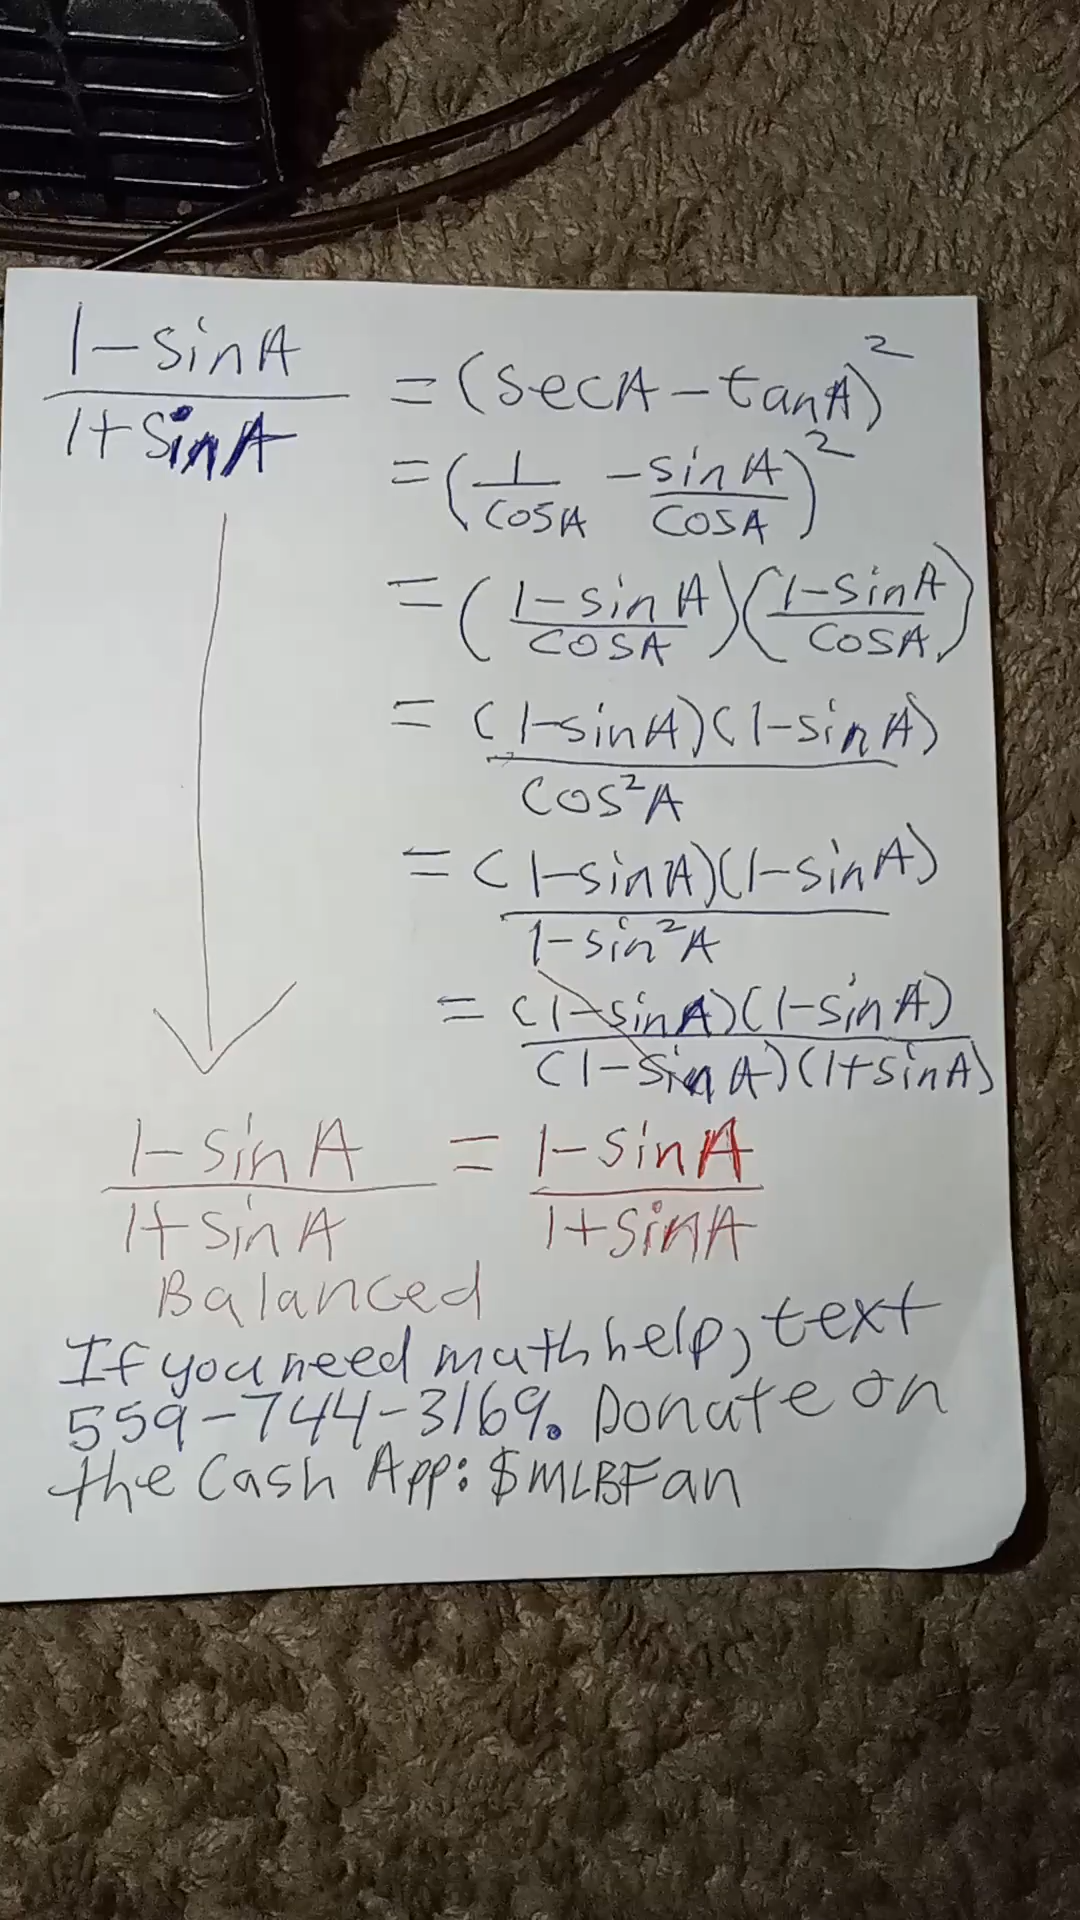 1-sinA
1+sinA
=(secA-tanA)²
=(1/cosA -sinA/cosA)²
=(1-sinA/cosA)(1-sinA/cosA)
=(1-sinA)(1-sinA)
cos²A
=(1-sinA)(1-sinA)
1-sin²A
=(1-sinA)(1-sinA)
(1-sinA)(1+sinA)
1-sinA = 1-sinA
1+sinA 1+sinA
Balanced
If you need math help, text
559-744-3169. Donate on
the Cash App: $MLBFan